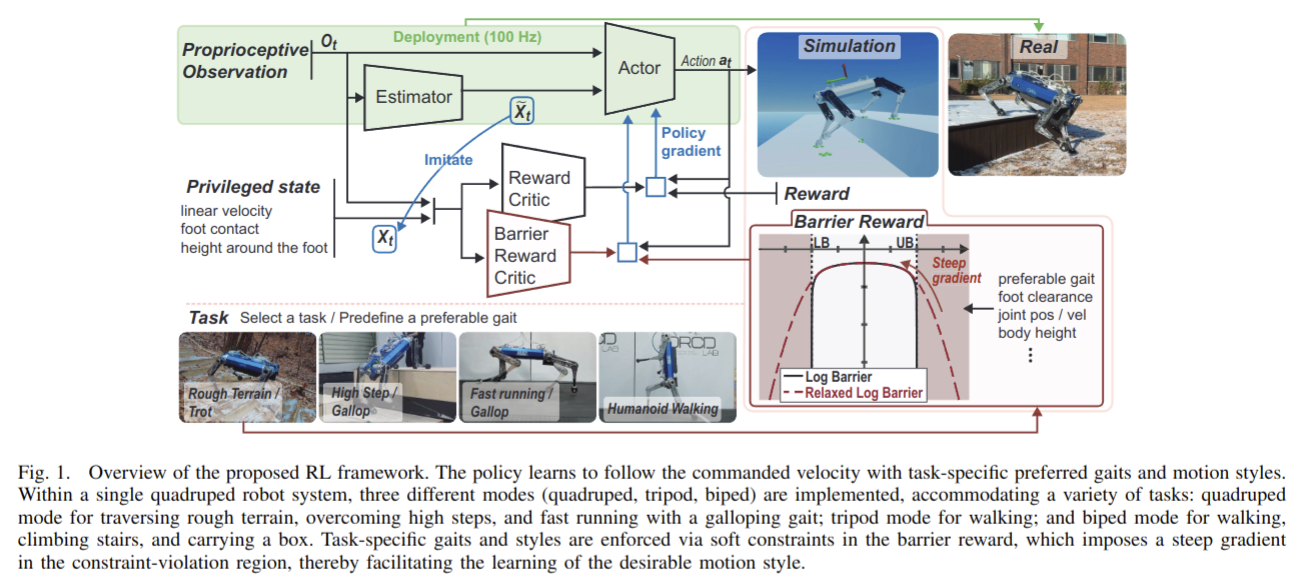 Proprioceptive
Observation
Ot
Deployment (100 Hz)
Estimator
X̃t
Actor
Action at
Simulation
Real
Imitate
Policy
gradient
Privileged state
linear velocity
foot contact
height around the foot
Xt
Reward
Critic
Barrier
Reward
Critic
Reward
Barrier Reward
LB
UB
Steep
gradient
Log Barrier
Relaxed Log Barrier
preferable gait
foot clearance
joint pos / vel
body height
⋮
Task Select a task / Predefine a preferable gait
Rough Terrain /
Trot
High Step /
Gallop
Fast running /
Gallop
ORCD
LAB
Humanoid Walking
Fig. 1. Overview of the proposed RL framework. The policy learns to follow the commanded velocity with task-specific preferred gaits and motion styles.
Within a single quadruped robot system, three different modes (quadruped, tripod, biped) are implemented, accommodating a variety of tasks: quadruped
mode for traversing rough terrain, overcoming high steps, and fast running with a galloping gait; tripod mode for walking; and biped mode for walking,
climbing stairs, and carrying a box. Task-specific gaits and styles are enforced via soft constraints in the barrier reward, which imposes a steep gradient
in the constraint-violation region, thereby facilitating the learning of the desirable motion style.